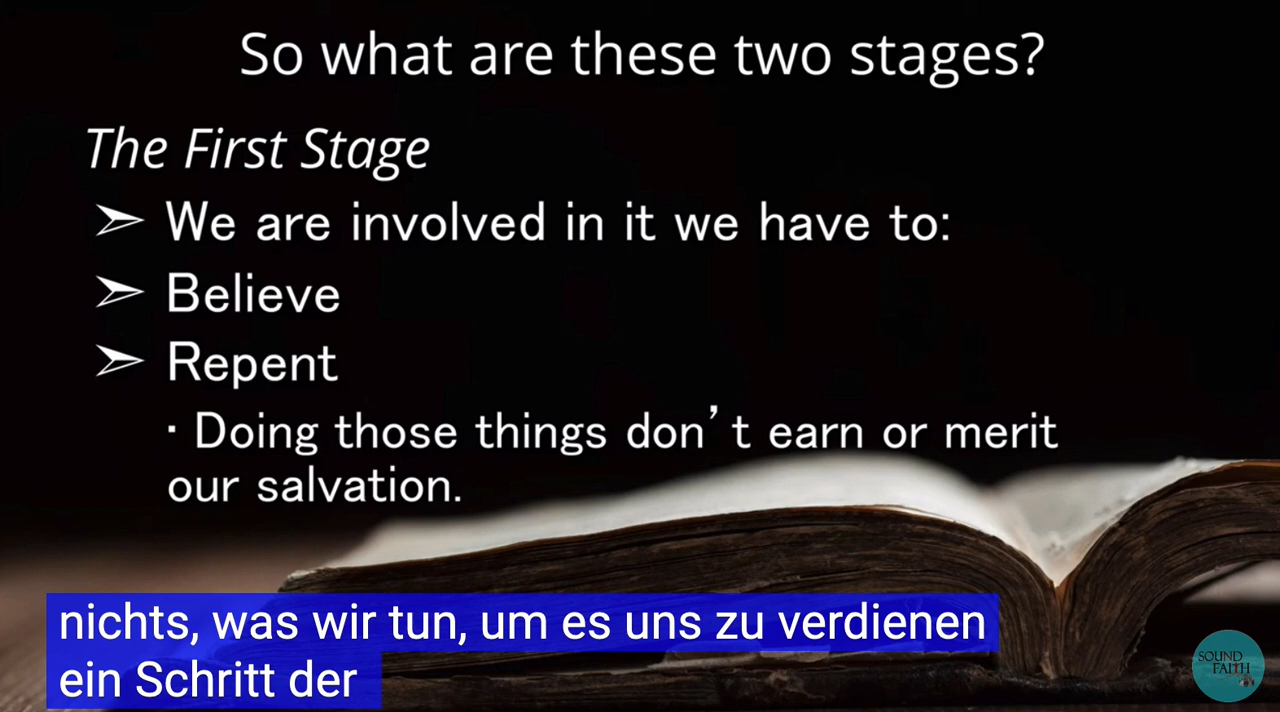 So what are these two stages?
The First Stage
➢ We are involved in it we have to:
➢ Believe
➢ Repent
· Doing those things don’t earn or merit
our salvation.
nichts, was wir tun, um es uns zu verdienen
ein Schritt der
SOUND
FAITH